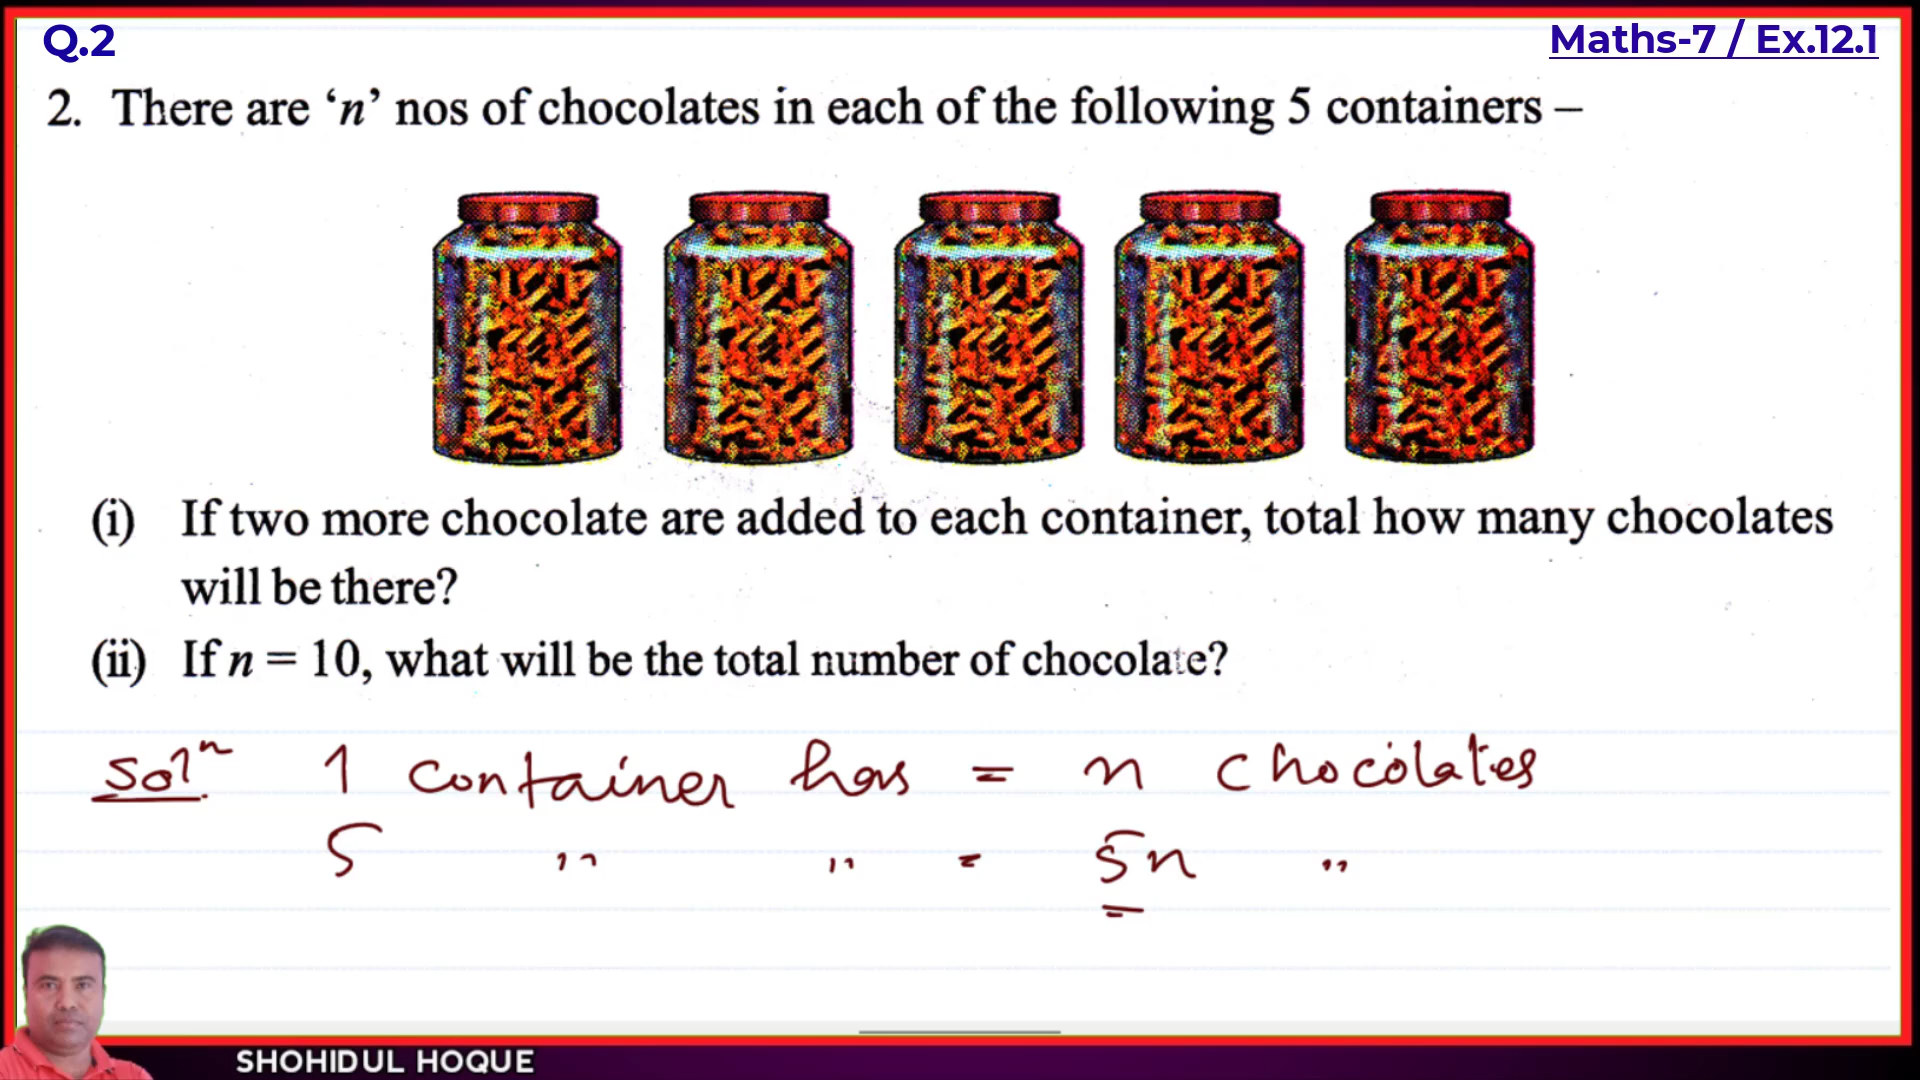 Q.2
Maths-7 / Ex.12.1
2. There are ‘n’ nos of chocolates in each of the following 5 containers –
(i) If two more chocolate are added to each container, total how many chocolates
will be there?
(ii) If n = 10, what will be the total number of chocolate?
Solⁿ 1 container has = n chocolates
5 ,, ,, = 5n ,,
SHOHIDUL HOQUE